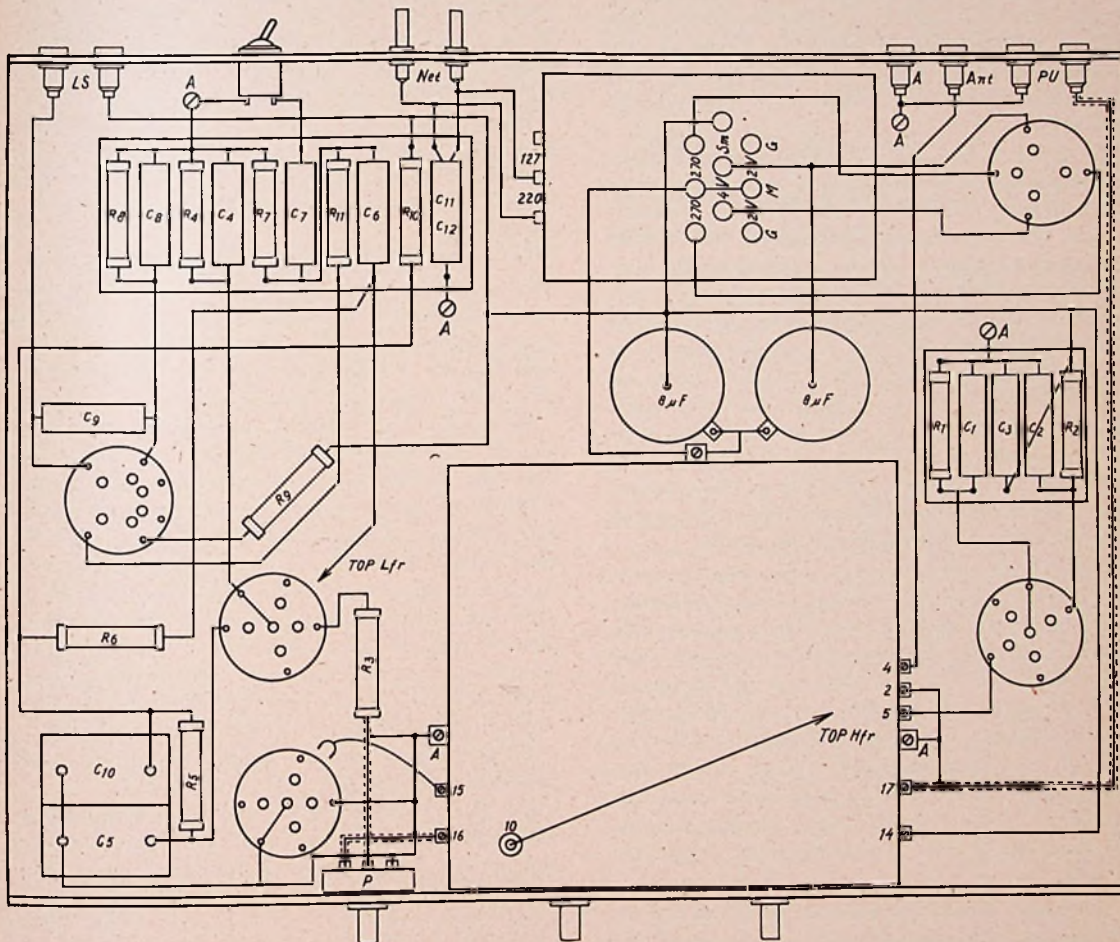 LS
A
Net
A
Ant
PU
A
127
220
270
270
Sm
4V
2V
2V
G
M
G
R8
C8
R4
C4
R7
C7
R11
C6
R10
C11
C12
A
A
R1
C1
C3
C2
R2
8µF
8µF
C9
R9
TOP Lfr
R6
R3
4
2
5
A
TOP Hfr
17
14
A
15
16
10
C10
C5
R5
P